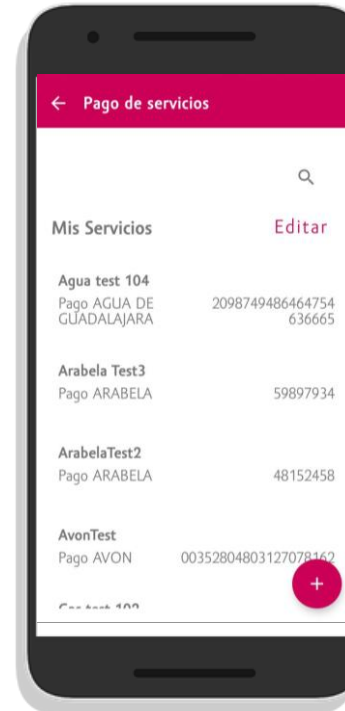 ← Pago de servicios
Mis Servicios Editar
Agua test 104
Pago AGUA DE 2098749486464754
GUADALAJARA 636665
Arabela Test3
Pago ARABELA 59897934
ArabelaTest2
Pago ARABELA 48152458
AvonTest
Pago AVON 00352804803127078162
+